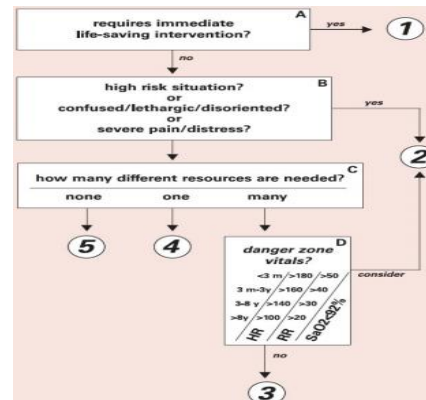 A
requires immediate
life-saving intervention?
yes
1
no
B
high risk situation?
or
confused/lethargic/disoriented?
or
severe pain/distress?
yes
2
C
how many different resources are needed?
none one many
5
4
D
danger zone
vitals?
<3 m >180 >50
3 m-3y >160 >40
3-8 y >140 >30
>8y >100 >20
HR RR SaO2<92%
consider
no
3